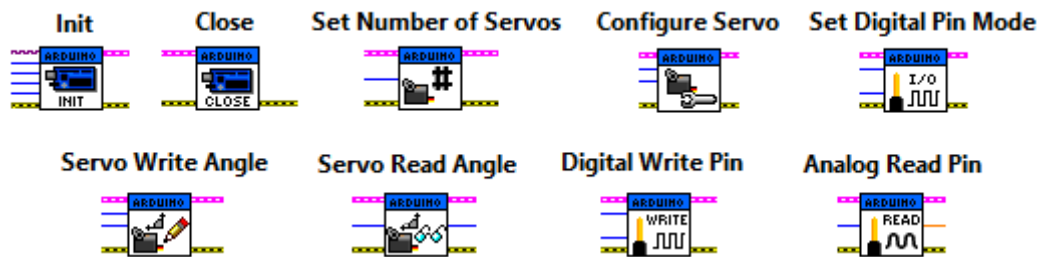 Init Close Set Number of Servos Configure Servo Set Digital Pin Mode
ARDUINO ARDUINO ARDUINO ARDUINO ARDUINO
# I/O
INIT CLOSE
Servo Write Angle Servo Read Angle Digital Write Pin Analog Read Pin
ARDUINO ARDUINO ARDUINO ARDUINO
WRITE READ